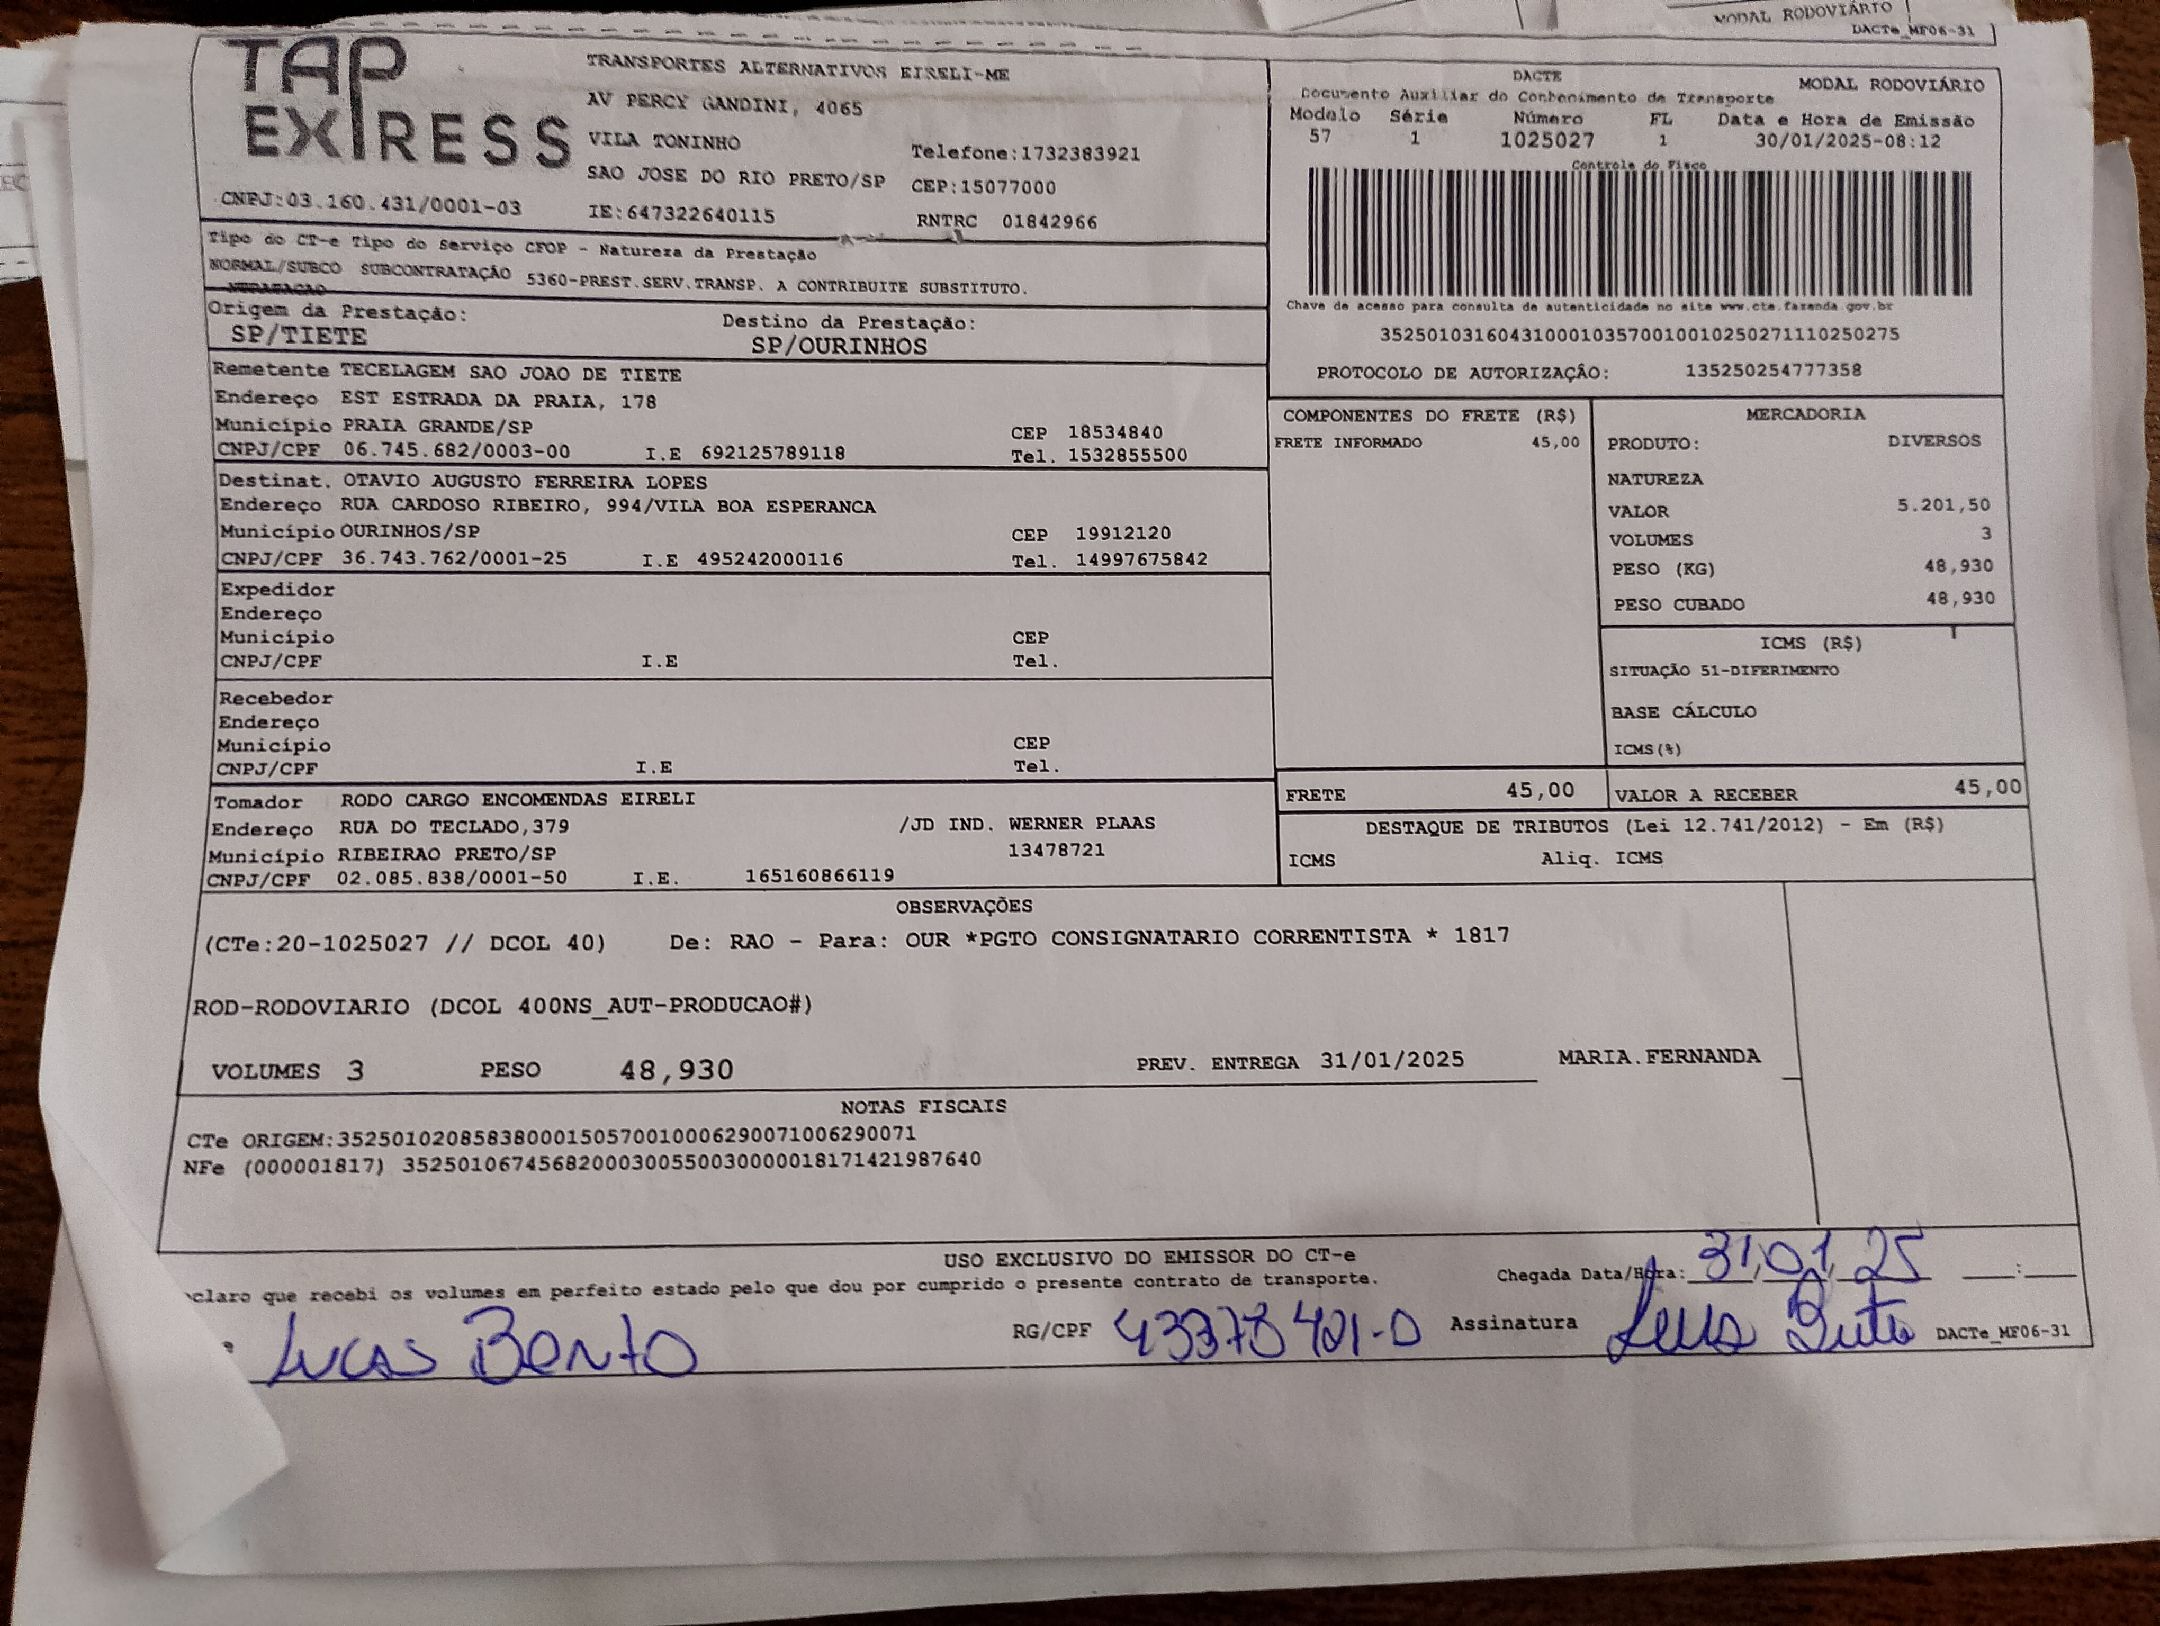 MODAL RODOVIÁRIO
DACTe_MF06-31
TAP EXPRESS
TRANSPORTES ALTERNATIVOS EIRELI-ME
AV PERCY GANDINI, 4065
VILA TONINHO
Telefone:1732383921
SAO JOSE DO RIO PRETO/SP CEP:15077000
CNPJ:03.160.431/0001-03 IE:647322640115 RNTRC 01842966
DACTE MODAL RODOVIÁRIO
Documento Auxiliar do Conhecimento de Transporte
Modelo Série Número FL Data e Hora de Emissão
57 1 1025027 1 30/01/2025-08:12
Controle do Fisco
Chave de acesso para consulta de autenticidade no site www.cte.fazenda.gov.br
35250103160431000103570010010250271110250275
PROTOCOLO DE AUTORIZAÇÃO: 135250254777358
Tipo do CT-e Tipo do Serviço CFOP - Natureza da Prestação
NORMAL/SUBCO SUBCONTRATAÇÃO 5360-PREST.SERV.TRANSP. A CONTRIBUITE SUBSTITUTO.
NTRATACAO
Origem da Prestação: Destino da Prestação:
SP/TIETE SP/OURINHOS
Remetente TECELAGEM SAO JOAO DE TIETE
Endereço EST ESTRADA DA PRAIA, 178
Município PRAIA GRANDE/SP CEP 18534840
CNPJ/CPF 06.745.682/0003-00 I.E 692125789118 Tel. 1532855500
Destinat. OTAVIO AUGUSTO FERREIRA LOPES
Endereço RUA CARDOSO RIBEIRO, 994/VILA BOA ESPERANCA
Município OURINHOS/SP CEP 19912120
CNPJ/CPF 36.743.762/0001-25 I.E 495242000116 Tel. 14997675842
Expedidor
Endereço
Município CEP
CNPJ/CPF I.E Tel.
Recebedor
Endereço
Município CEP
CNPJ/CPF I.E Tel.
Tomador RODO CARGO ENCOMENDAS EIRELI
Endereço RUA DO TECLADO,379 /JD IND. WERNER PLAAS
Município RIBEIRAO PRETO/SP 13478721
CNPJ/CPF 02.085.838/0001-50 I.E. 165160866119
COMPONENTES DO FRETE (R$)
FRETE INFORMADO 45,00
MERCADORIA
PRODUTO: DIVERSOS
NATUREZA
VALOR 5.201,50
VOLUMES 3
PESO (KG) 48,930
PESO CUBADO 48,930
ICMS (R$)
SITUAÇÃO 51-DIFERIMENTO
BASE CÁLCULO
ICMS(%)
FRETE 45,00 VALOR A RECEBER 45,00
DESTAQUE DE TRIBUTOS (Lei 12.741/2012) - Em (R$)
ICMS Aliq. ICMS
OBSERVAÇÕES
(CTe:20-1025027 // DCOL 40) De: RAO - Para: OUR *PGTO CONSIGNATARIO CORRENTISTA * 1817
ROD-RODOVIARIO (DCOL 400NS_AUT-PRODUCAO#)
VOLUMES 3 PESO 48,930 PREV. ENTREGA 31/01/2025 MARIA.FERNANDA
NOTAS FISCAIS
CTe ORIGEM:35250102085838000150570010006290071006290071
NFe (000001817) 35250106745682000300550030000018171421987640
USO EXCLUSIVO DO EMISSOR DO CT-e
claro que recebi os volumes em perfeito estado pelo que dou por cumprido o presente contrato de transporte.
Chegada Data/Hora: 31,01,25 __:__
Lucas Bento RG/CPF 43378421-0 Assinatura DACTe_MF06-31